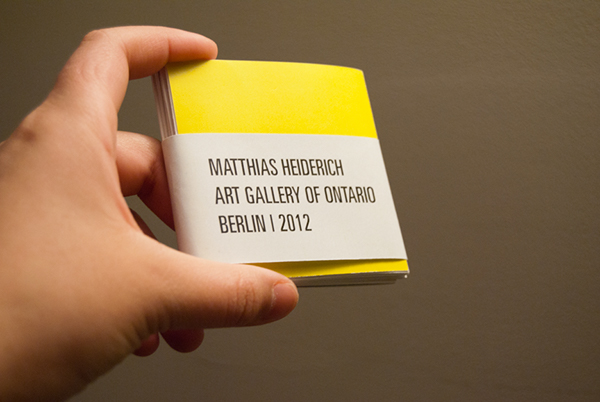 MATTHIAS HEIDERICH
ART GALLERY OF ONTARIO
BERLIN | 2012